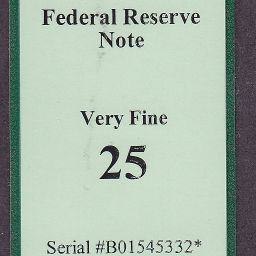 Federal Reserve
Note
Very Fine
25
Serial #B01545332*